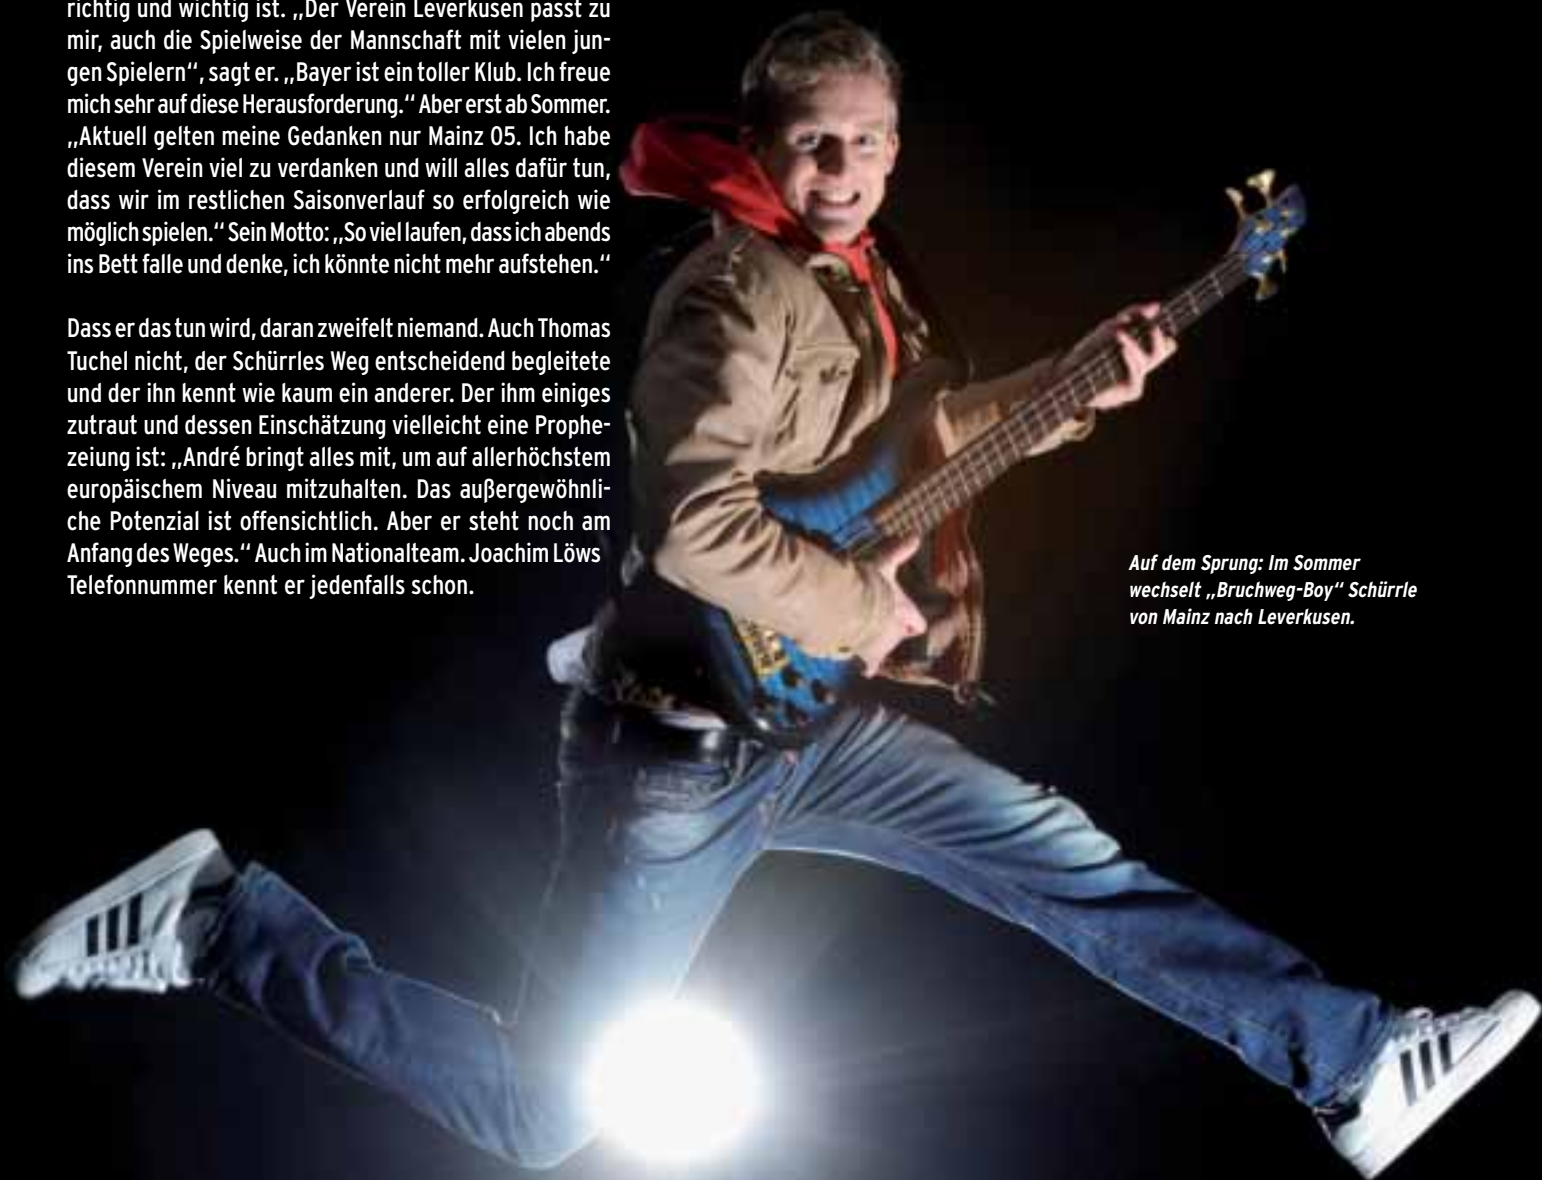 richtig und wichtig ist. „Der Verein Leverkusen passt zu
mir, auch die Spielweise der Mannschaft mit vielen jun-
gen Spielern“, sagt er. „Bayer ist ein toller Klub. Ich freue
mich sehr auf diese Herausforderung.“ Aber erst ab Sommer.
„Aktuell gelten meine Gedanken nur Mainz 05. Ich habe
diesem Verein viel zu verdanken und will alles dafür tun,
dass wir im restlichen Saisonverlauf so erfolgreich wie
möglich spielen.“ Sein Motto: „So viel laufen, dass ich abends
ins Bett falle und denke, ich könnte nicht mehr aufstehen.“
Dass er das tun wird, daran zweifelt niemand. Auch Thomas
Tuchel nicht, der Schürrles Weg entscheidend begleitete
und der ihn kennt wie kaum ein anderer. Der ihm einiges
zutraut und dessen Einschätzung vielleicht eine Prophe-
zeiung ist: „André bringt alles mit, um auf allerhöchstem
europäischem Niveau mitzuhalten. Das außergewöhnli-
che Potenzial ist offensichtlich. Aber er steht noch am
Anfang des Weges.“ Auch im Nationalteam. Joachim Löws
Telefonnummer kennt er jedenfalls schon.
Auf dem Sprung: Im Sommer
wechselt „Bruchweg-Boy“ Schürrle
von Mainz nach Leverkusen.